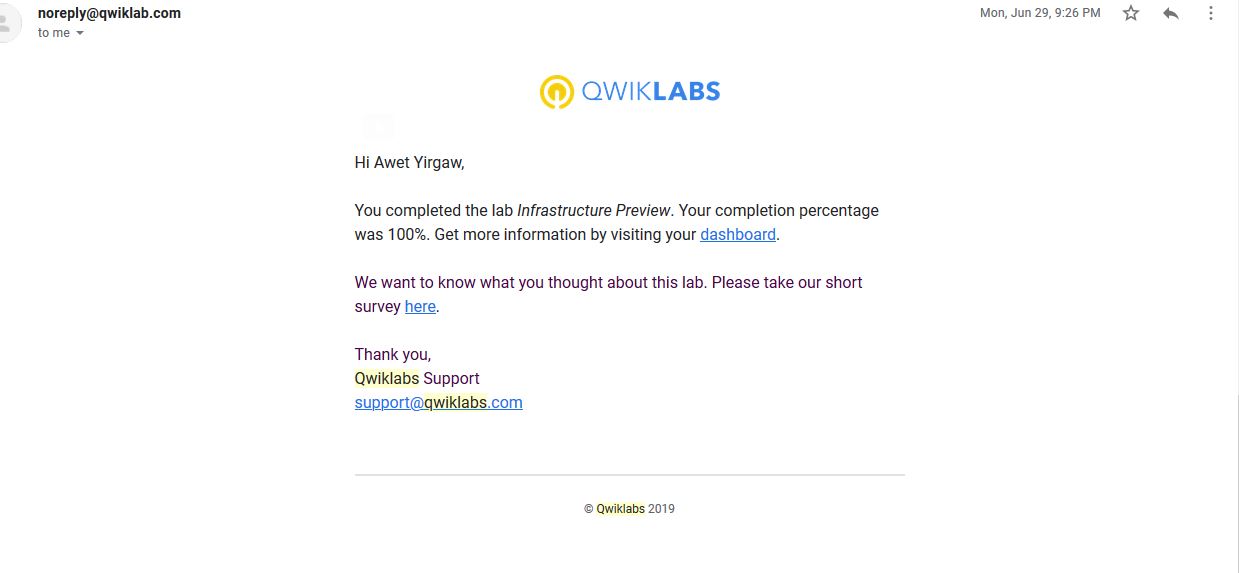 noreply@qwiklab.com
Mon, Jun 29, 9:26 PM
to me
QWIKLABS
Hi Awet Yirgaw,
You completed the lab Infrastructure Preview. Your completion percentage
was 100%. Get more information by visiting your dashboard.
We want to know what you thought about this lab. Please take our short
survey here.
Thank you,
Qwiklabs Support
support@qwiklabs.com
© Qwiklabs 2019